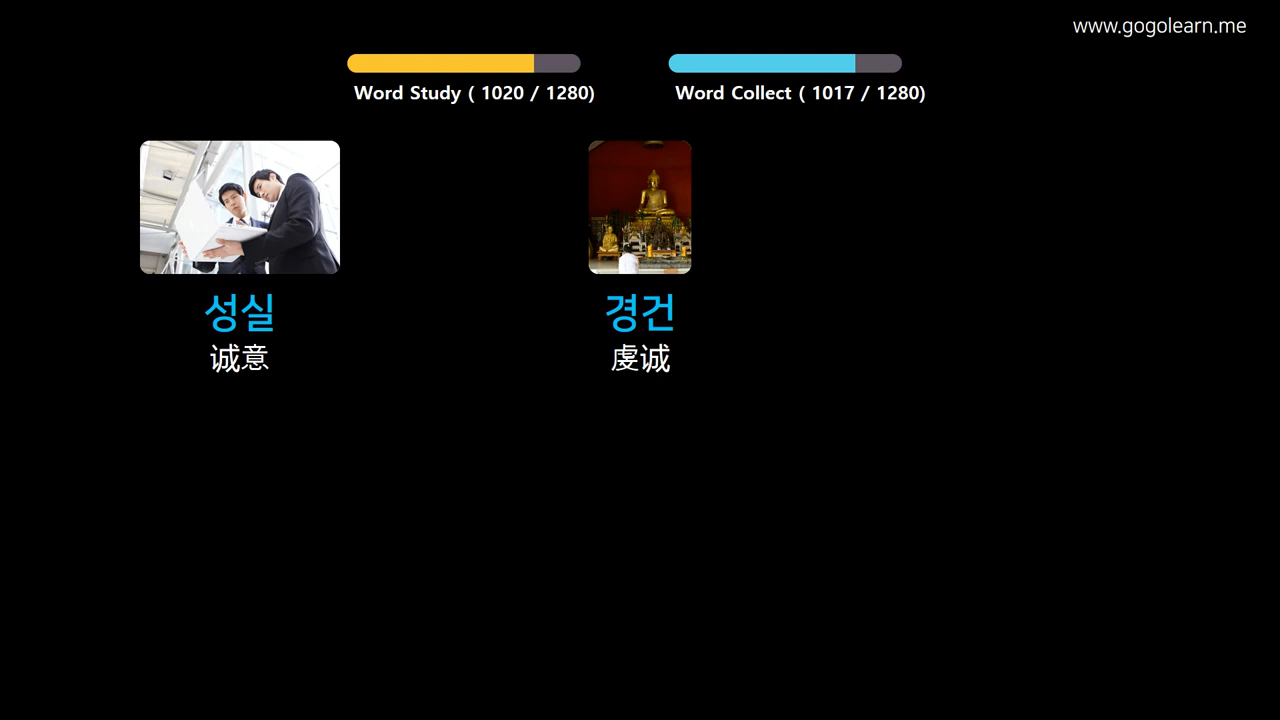 www.gogolearn.me
Word Study ( 1020 / 1280)
Word Collect ( 1017 / 1280)
성실
경건
诚意
虔诚